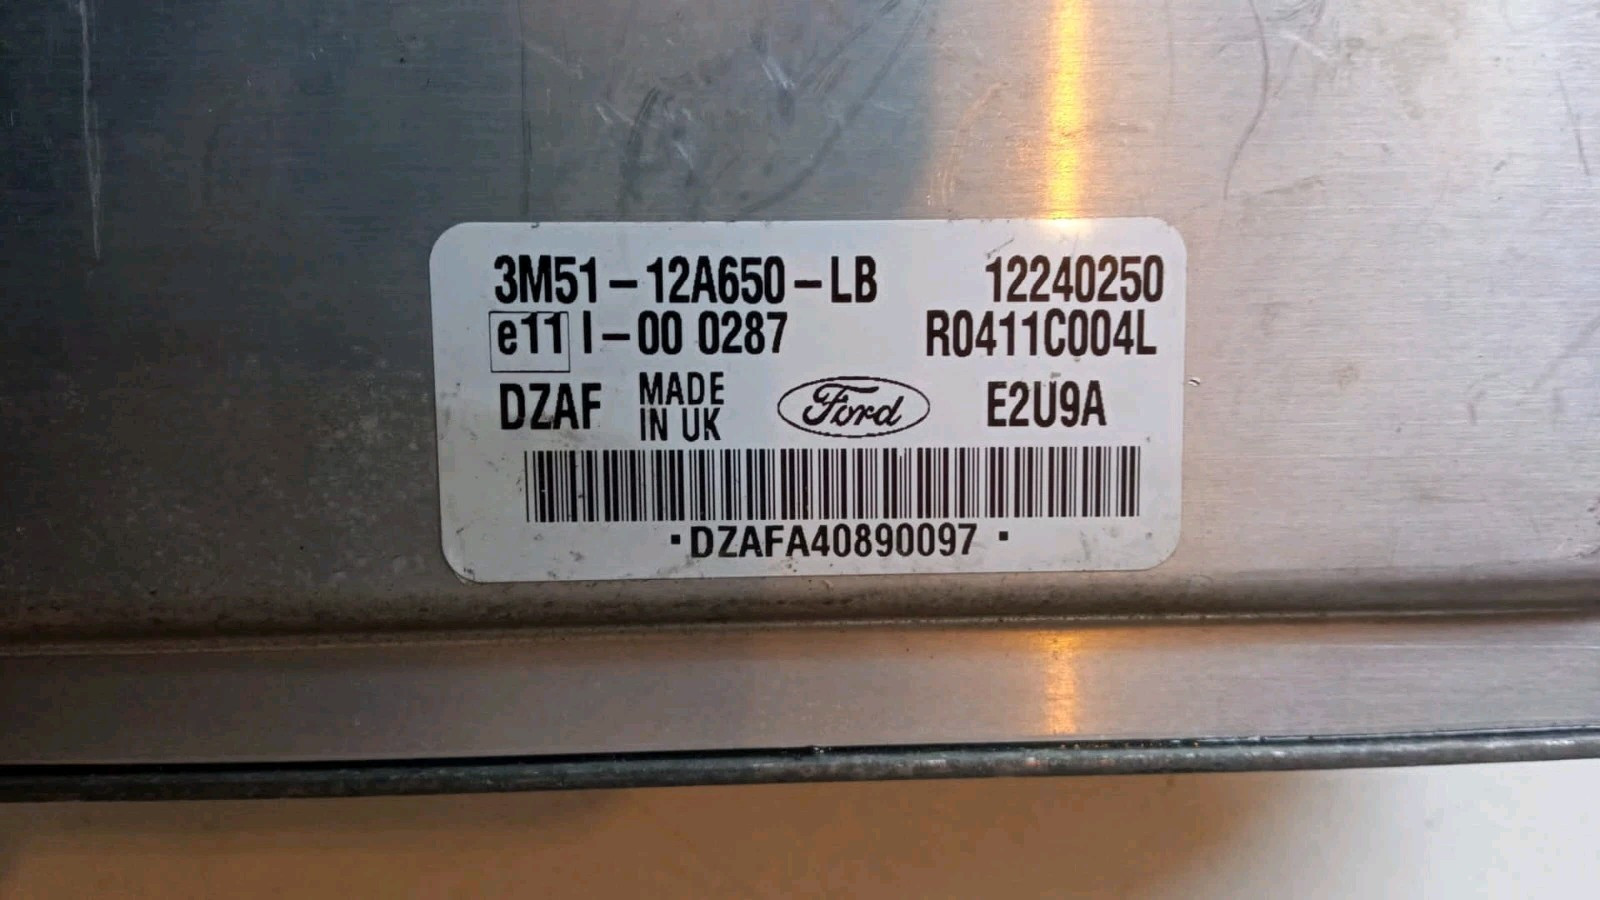 3M51-12A650-LB 12240250
e11 I-00 0287 R0411C004L
DZAF MADE IN UK Ford E2U9A
·DZAFA40890097·